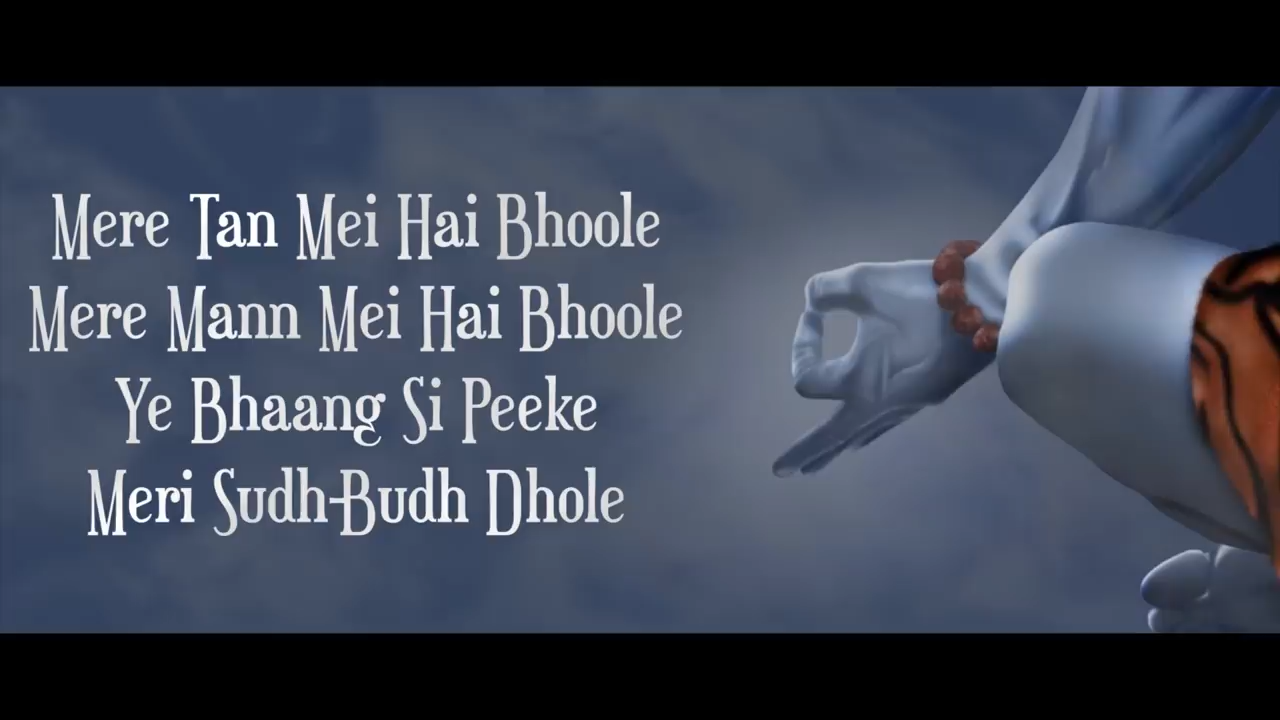 Mere Tan Mei Hai Bhoole
Mere Mann Mei Hai Bhoole
Ye Bhaang Si Peeke
Meri Sudh-Budh Dhole